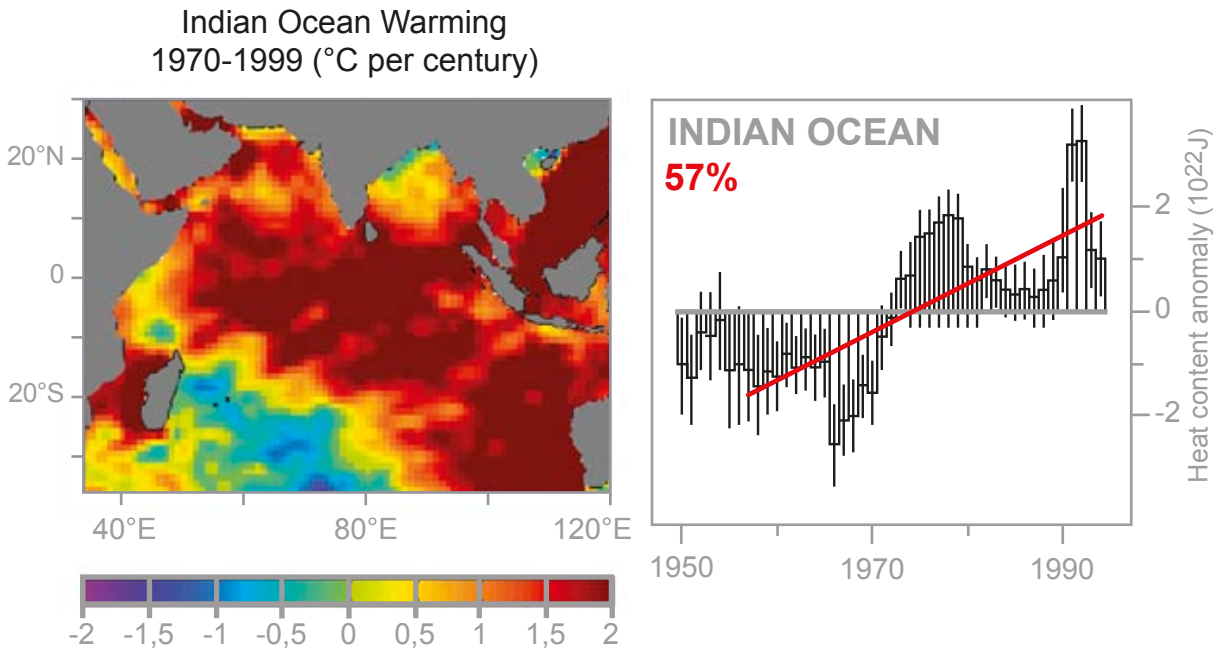 Indian Ocean Warming
1970-1999 (°C per century)
20°N
0
20°S
40°E
80°E
120°E
-2
-1,5
-1
-0,5
0
0,5
1
1,5
2
INDIAN OCEAN
57%
2
0
-2
Heat content anomaly (10²²J)
1950
1970
1990